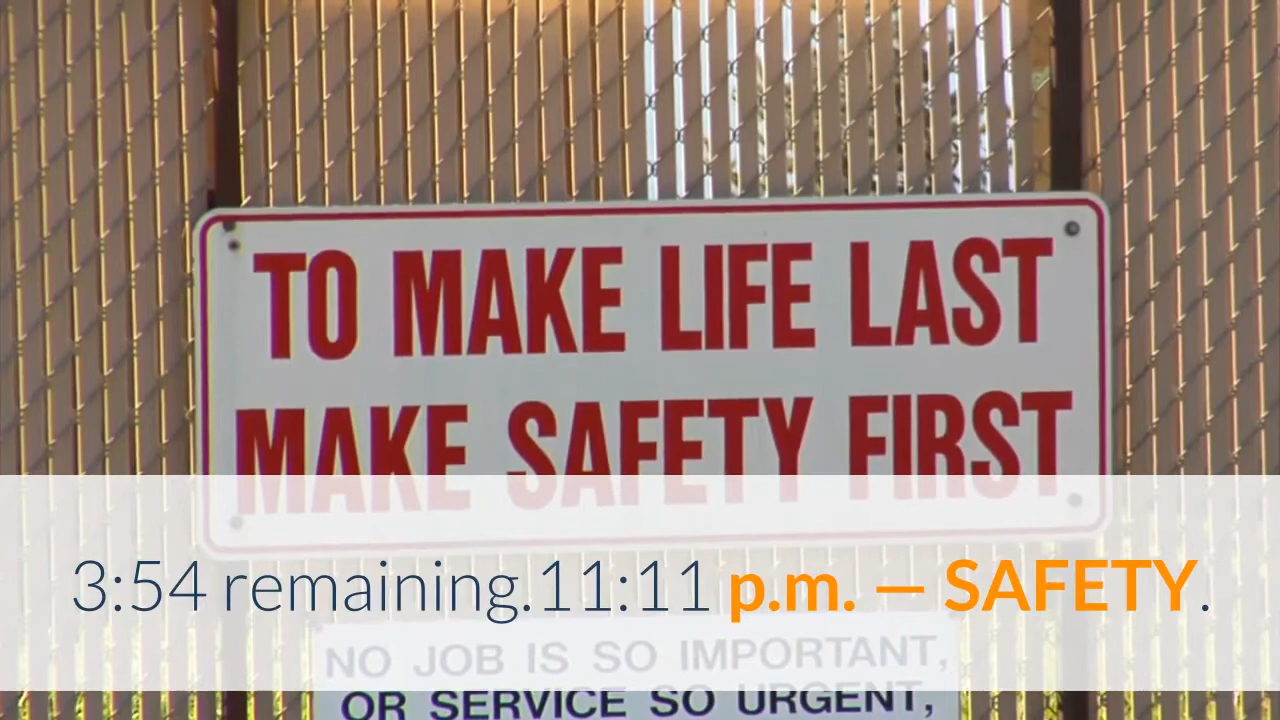 TO MAKE LIFE LAST
MAKE SAFETY FIRST
3:54 remaining.11:11 p.m. — SAFETY.
NO JOB IS SO IMPORTANT,
OR SERVICE SO URGENT,